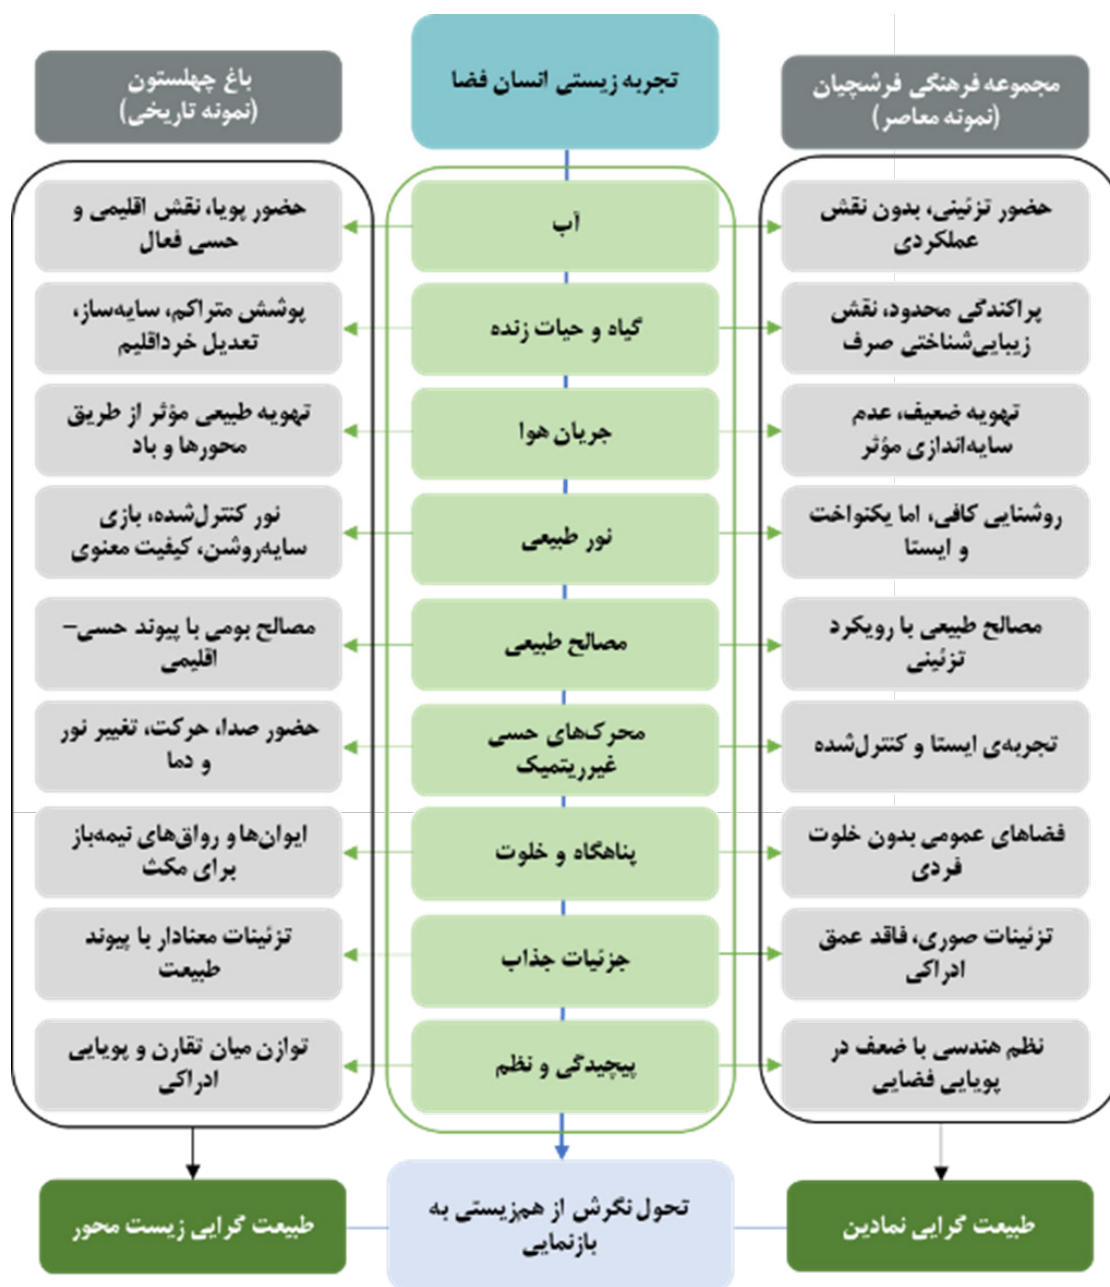 مجموعه فرهنگی فرشچیان
(نمونه معاصر)
تجربه زیستی انسان فضا
باغ چهلستون
(نمونه تاریخی)
حضور تزئینی، بدون نقش
عملکردی
آب
حضور پویا، نقش اقلیمی و
حسی فعال
پراکندگی محدود، نقش
زیبایی‌شناختی صرف
گیاه و حیات زنده
پوشش متراکم، سایه‌ساز،
تعدیل خرداقلیم
تهویه ضعیف، عدم
سایه‌اندازی مؤثر
جریان هوا
تهویه طبیعی مؤثر از طریق
محورها و باد
روشنایی کافی، اما یکنواخت
و ایستا
نور طبیعی
نور کنترل‌شده، بازی
سایه‌روشن، کیفیت معنوی
مصالح طبیعی با رویکرد
تزئینی
مصالح طبیعی
مصالح بومی با پیوند حسی–
اقلیمی
تجربه‌ی ایستا و کنترل‌شده
محرک‌های حسی
غیرریتمیک
حضور صدا، حرکت، تغییر نور
و دما
فضاهای عمومی بدون خلوت
فردی
پناهگاه و خلوت
ایوان‌ها و رواق‌های نیمه‌باز
برای مکث
تزئینات صوری، فاقد عمق
ادراکی
جزئیات جذاب
تزئینات معنادار با پیوند
طبیعت
نظم هندسی با ضعف در
پویایی فضایی
پیچیدگی و نظم
توازن میان تقارن و پویایی
ادراکی
طبیعت گرایی نمادین
تحول نگرش از هم‌زیستی به
بازنمایی
طبیعت گرایی زیست محور